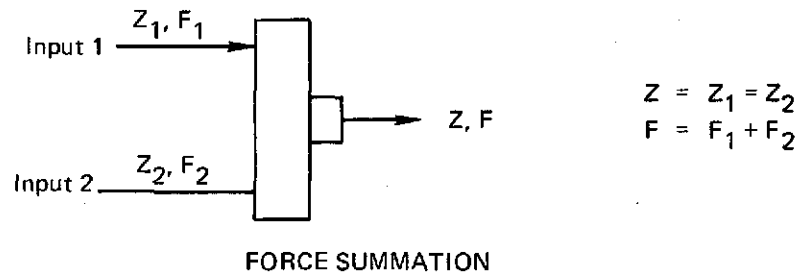 Z₁, F₁
Input 1
Z, F
Z = Z₁ = Z₂
F = F₁ + F₂
Z₂, F₂
Input 2
FORCE SUMMATION